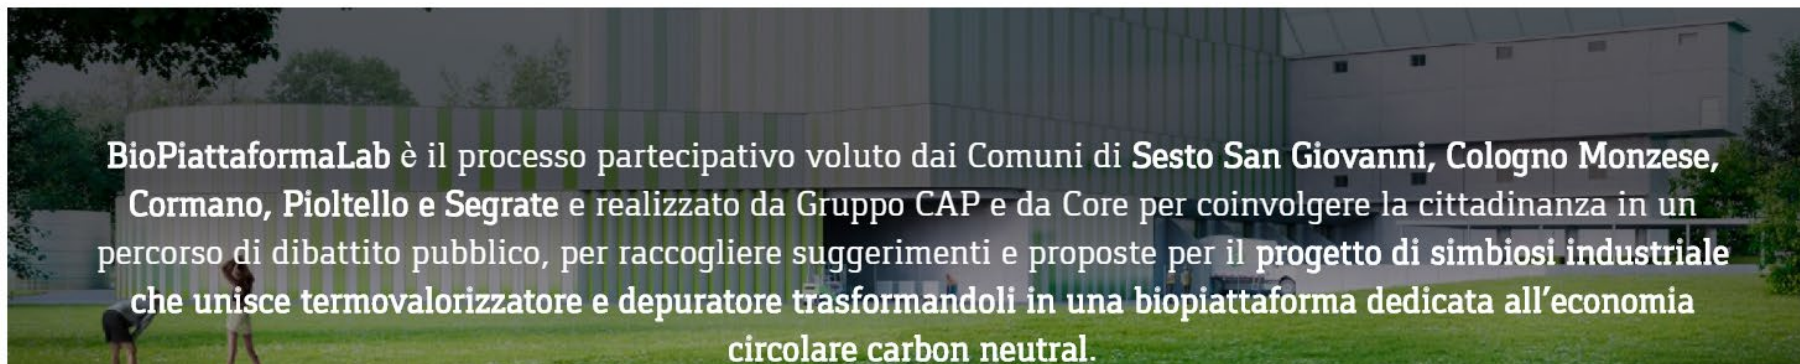 BioPiattaformaLab è il processo partecipativo voluto dai Comuni di Sesto San Giovanni, Cologno Monzese,
Cormano, Pioltello e Segrate e realizzato da Gruppo CAP e da Core per coinvolgere la cittadinanza in un
percorso di dibattito pubblico, per raccogliere suggerimenti e proposte per il progetto di simbiosi industriale
che unisce termovalorizzatore e depuratore trasformandoli in una biopiattaforma dedicata all'economia
circolare carbon neutral.